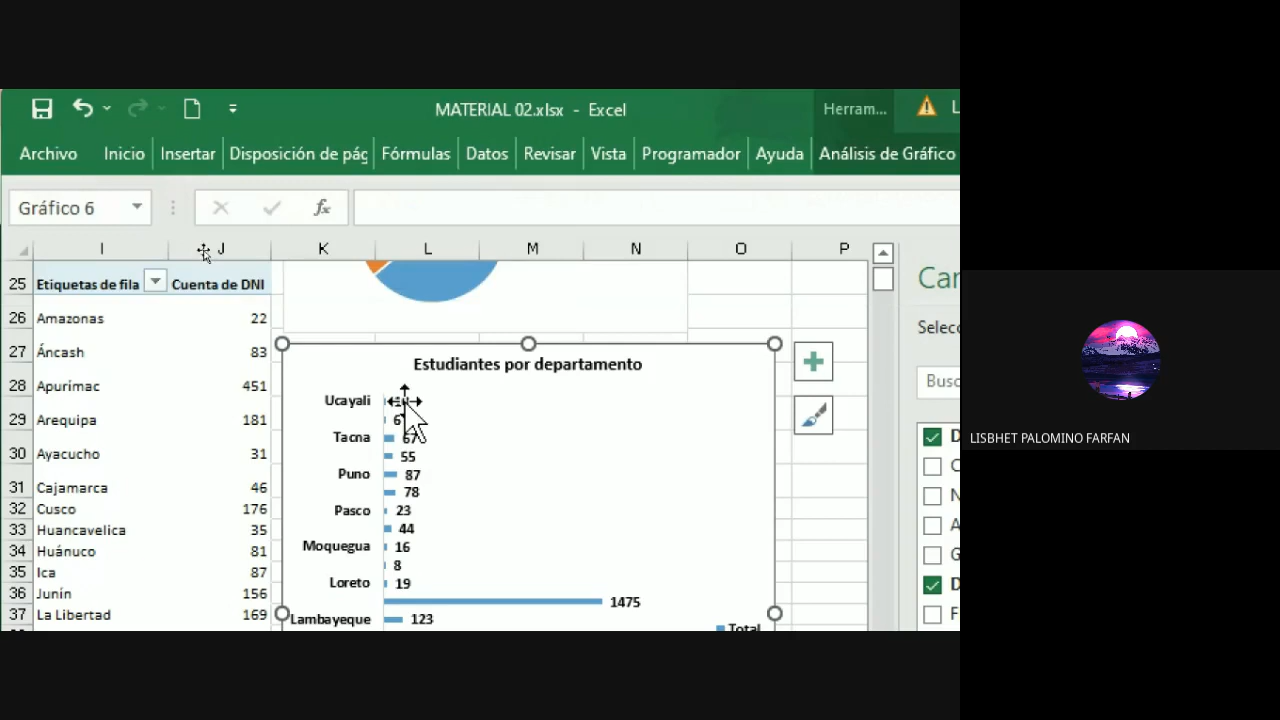 MATERIAL 02.xlsx - Excel
Herram...
L
Archivo Inicio Insertar Disposición de pág Fórmulas Datos Revisar Vista Programador Ayuda Análisis de Gráfico
Gráfico 6 fx
I J K L M N O P
25 Etiquetas de fila Cuenta de DNI
26 Amazonas 22
27 Áncash 83
28 Apurímac 451
29 Arequipa 181
30 Ayacucho 31
31 Cajamarca 46
32 Cusco 176
33 Huancavelica 35
34 Huánuco 81
35 Ica 87
36 Junín 156
37 La Libertad 169
Estudiantes por departamento
Ucayali
Tacna 67
55
Puno 87
78
Pasco 23
44
Moquegua 16
8
Loreto 19
1475
Lambayeque 123
Total
Car
Selecc
Busc
D
C
N
A
G
D
F
LISBHET PALOMINO FARFAN